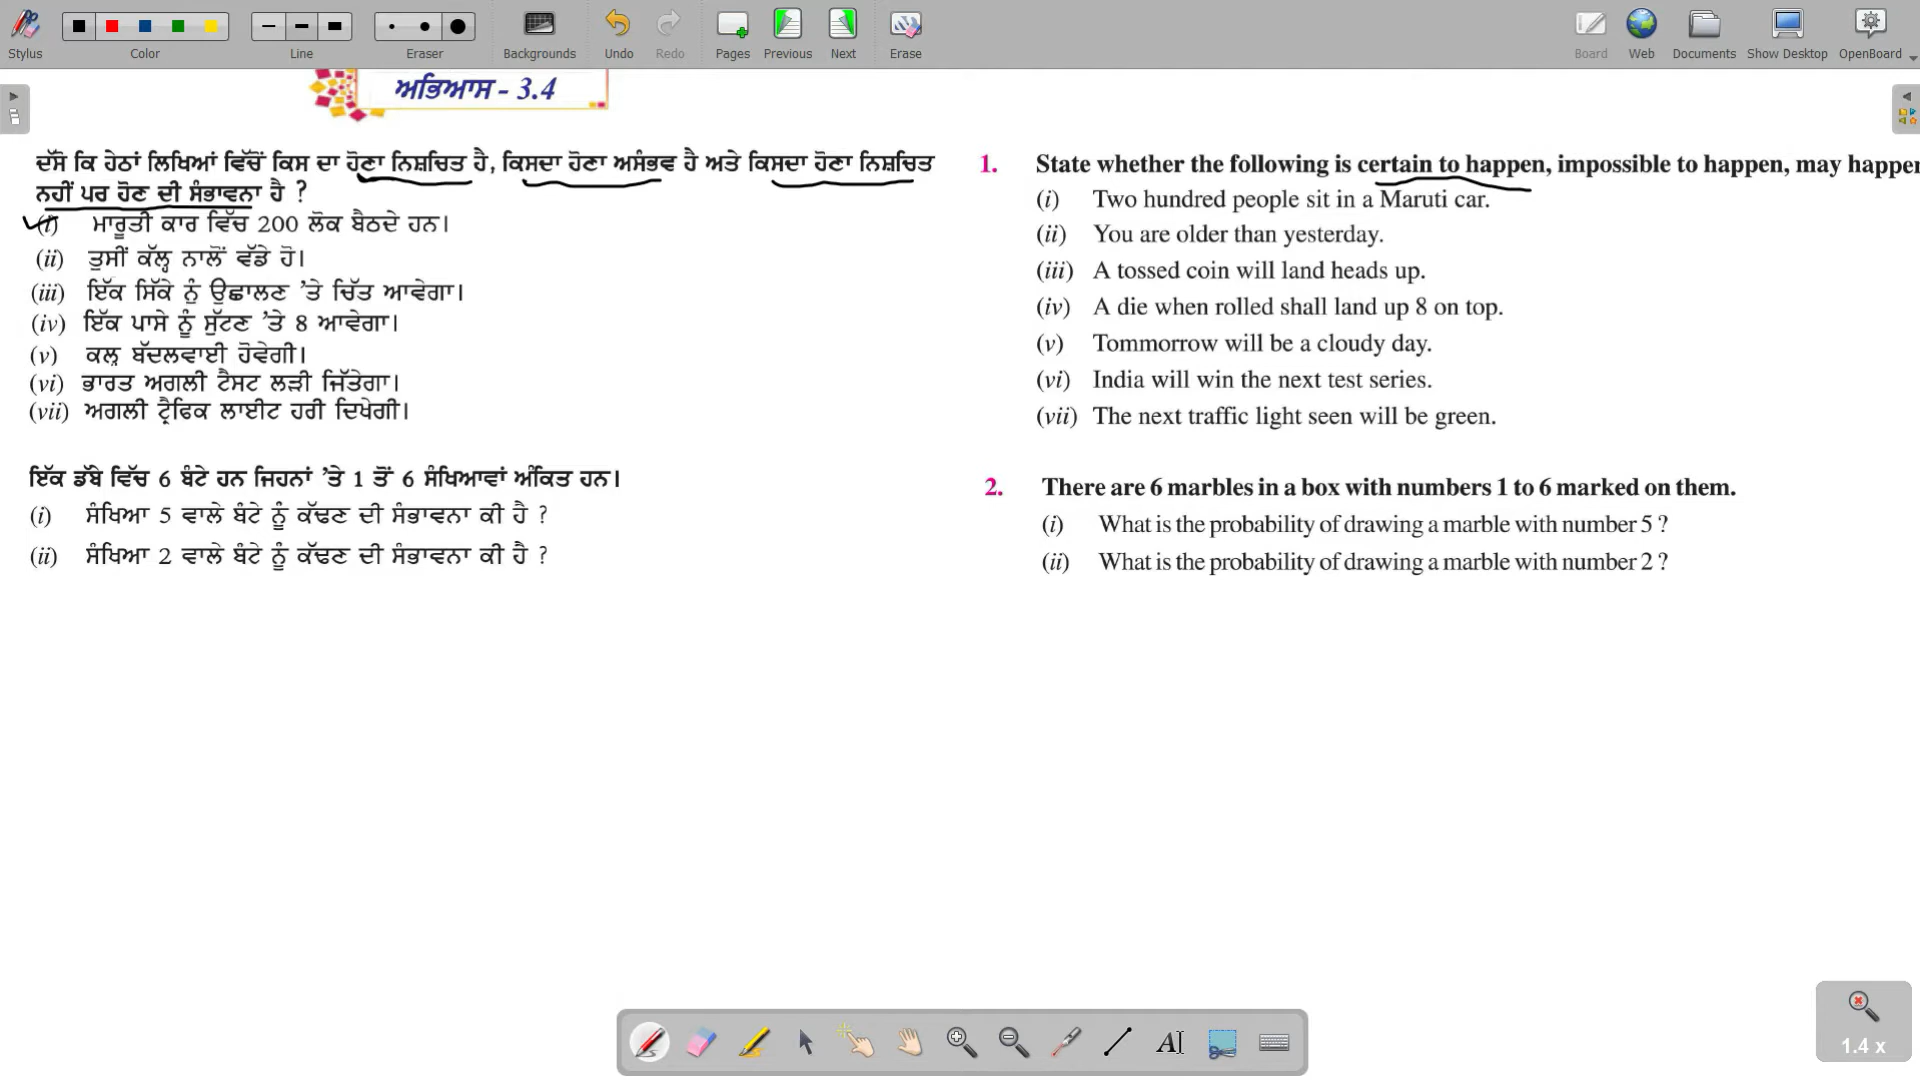 Stylus
Color
Line
Eraser
Backgrounds
Undo
Redo
Pages
Previous
Next
Erase
Board
Web
Documents
Show Desktop
OpenBoard
ਅਭਿਆਸ - 3.4
ਦੱਸੋ ਕਿ ਹੇਠਾਂ ਲਿਖਿਆਂ ਵਿੱਚੋਂ ਕਿਸ ਦਾ ਹੋਣਾ ਨਿਸ਼ਚਿਤ ਹੈ, ਕਿਸਦਾ ਹੋਣਾ ਅਸੰਭਵ ਹੈ ਅਤੇ ਕਿਸਦਾ ਹੋਣਾ ਨਿਸ਼ਚਿਤ
ਨਹੀਂ ਪਰ ਹੋਣ ਦੀ ਸੰਭਾਵਨਾ ਹੈ ?
(i) ਮਾਰੂਤੀ ਕਾਰ ਵਿੱਚ 200 ਲੋਕ ਬੈਠਦੇ ਹਨ।
(ii) ਤੁਸੀਂ ਕੱਲ੍ਹ ਨਾਲੋਂ ਵੱਡੇ ਹੋ।
(iii) ਇੱਕ ਸਿੱਕੇ ਨੂੰ ਉਛਾਲਣ ’ਤੇ ਚਿੱਤ ਆਵੇਗਾ।
(iv) ਇੱਕ ਪਾਸੇ ਨੂੰ ਸੁੱਟਣ ’ਤੇ 8 ਆਵੇਗਾ।
(v) ਕਲ੍ਹ ਬੱਦਲਵਾਈ ਹੋਵੇਗੀ।
(vi) ਭਾਰਤ ਅਗਲੀ ਟੈਸਟ ਲੜੀ ਜਿੱਤੇਗਾ।
(vii) ਅਗਲੀ ਟ੍ਰੈਫਿਕ ਲਾਈਟ ਹਰੀ ਦਿਖੇਗੀ।
ਇੱਕ ਡੱਬੇ ਵਿੱਚ 6 ਬੰਟੇ ਹਨ ਜਿਹਨਾਂ ’ਤੇ 1 ਤੋਂ 6 ਸੰਖਿਆਵਾਂ ਅੰਕਿਤ ਹਨ।
(i) ਸੰਖਿਆ 5 ਵਾਲੇ ਬੰਟੇ ਨੂੰ ਕੱਢਣ ਦੀ ਸੰਭਾਵਨਾ ਕੀ ਹੈ ?
(ii) ਸੰਖਿਆ 2 ਵਾਲੇ ਬੰਟੇ ਨੂੰ ਕੱਢਣ ਦੀ ਸੰਭਾਵਨਾ ਕੀ ਹੈ ?
1. State whether the following is certain to happen, impossible to happen, may happen
(i) Two hundred people sit in a Maruti car.
(ii) You are older than yesterday.
(iii) A tossed coin will land heads up.
(iv) A die when rolled shall land up 8 on top.
(v) Tommorrow will be a cloudy day.
(vi) India will win the next test series.
(vii) The next traffic light seen will be green.
2. There are 6 marbles in a box with numbers 1 to 6 marked on them.
(i) What is the probability of drawing a marble with number 5 ?
(ii) What is the probability of drawing a marble with number 2 ?
1.4 x